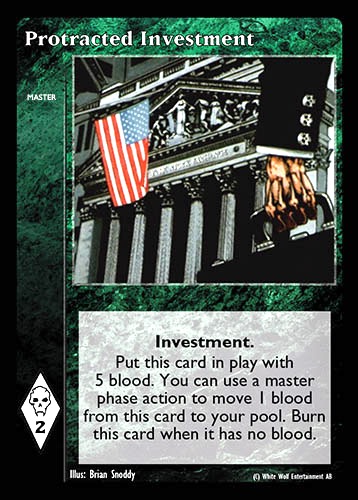 Protracted Investment
MASTER
Investment.
Put this card in play with
5 blood. You can use a master
phase action to move 1 blood
from this card to your pool. Burn
this card when it has no blood.
2
Illus: Brian Snoddy
(C) White Wolf Entertainment AB